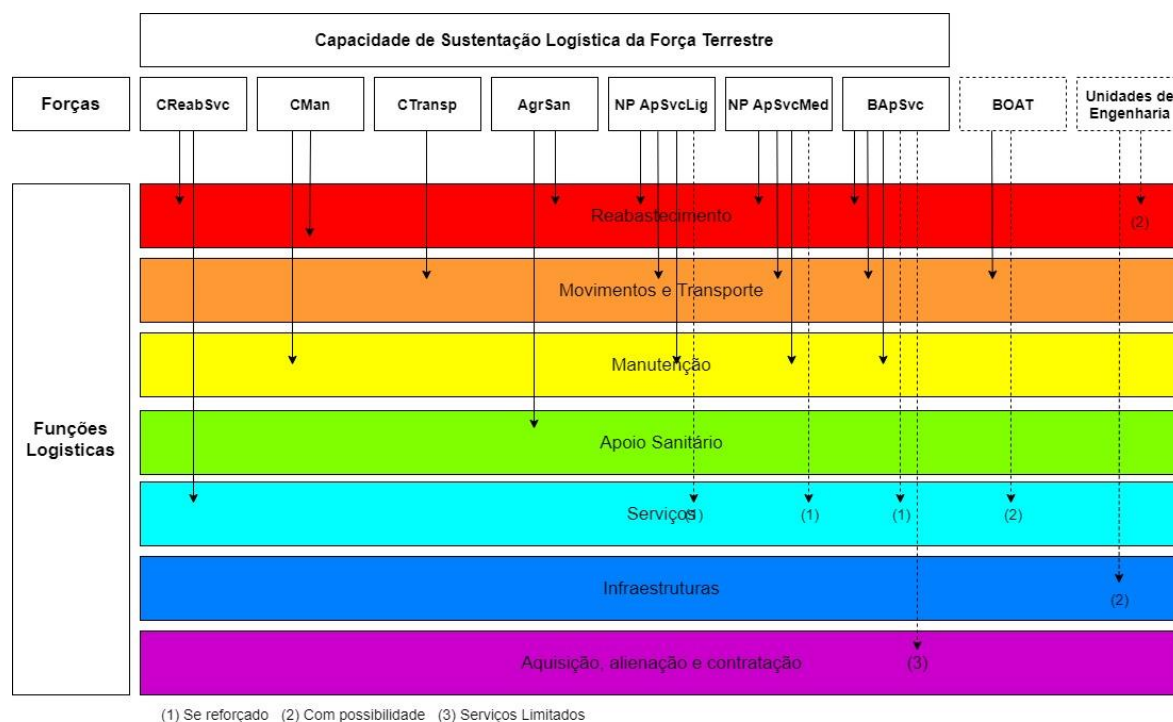 Capacidade de Sustentação Logística da Força Terrestre
Forças
CReabSvc
CMan
CTransp
AgrSan
NP ApSvcLig
NP ApSvcMed
BApSvc
BOAT
Unidades de
Engenharia
Reabastecimento
(2)
Movimentos e Transporte
Manutenção
Funções
Logisticas
Apoio Sanitário
Serviços
(1)
(1)
(1)
(2)
Infraestruturas
(2)
Aquisição, alienação e contratação
(3)
(1) Se reforçado (2) Com possibilidade (3) Serviços Limitados